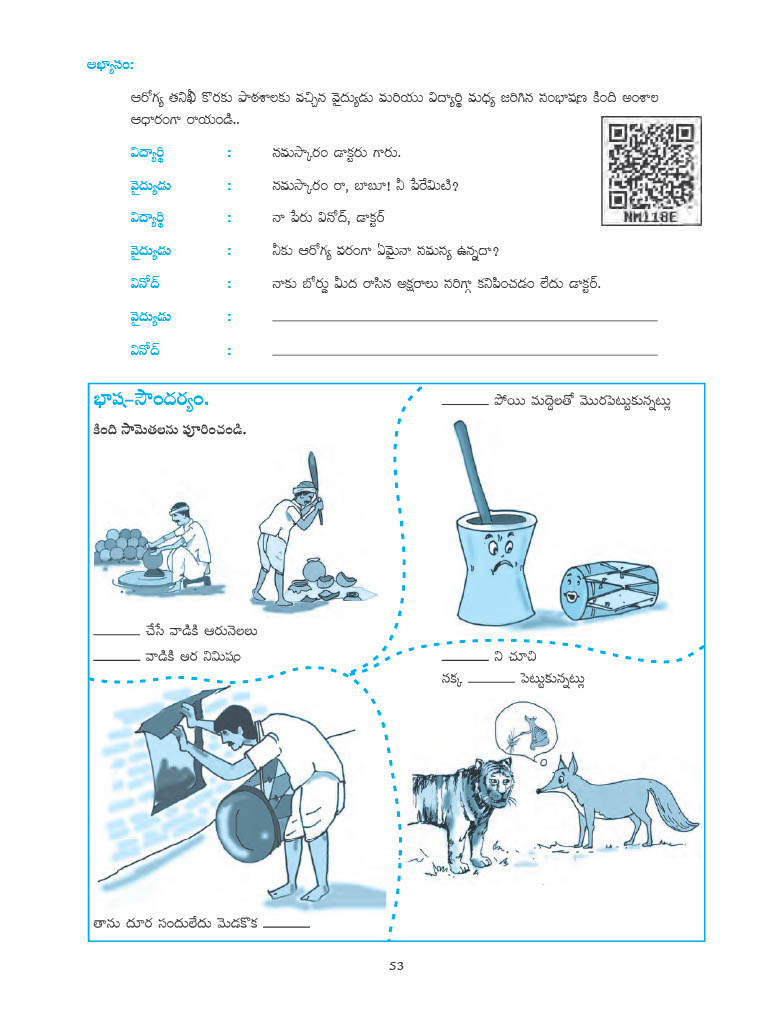 అభ్యాసం:
ఆరోగ్య తనిఖీ కొరకు పాఠశాలకు వచ్చిన వైద్యుడు మరియు విద్యార్థి మధ్య జరిగిన సంభాషణ కింది అంశాల
ఆధారంగా రాయండి..
విద్యార్థి : నమస్కారం డాక్టరు గారు.
వైద్యుడు : నమస్కారం రా, బాబూ! నీ పేరేమిటి?
విద్యార్థి : నా పేరు వినోద్, డాక్టర్
వైద్యుడు : నీకు ఆరోగ్య పరంగా ఏమైనా సమస్య ఉన్నదా?
వినోద్ : నాకు బోర్డు మీద రాసిన అక్షరాలు సరిగ్గా కనిపించడం లేదు డాక్టర్.
వైద్యుడు : ______
వినోద్ : ______
NM118E
భాష–సౌందర్యం.
కింది సామెతలను పూరించండి.
______ చేసే వాడికి ఆరునెలలు
______ వాడికి అర నిమిషం
______ పోయి మద్దెలతో మొరపెట్టుకున్నట్లు
______ ని చూచి
నక్క ______ పెట్టుకున్నట్లు
తాను దూర సందులేదు మెడకొక ______
53